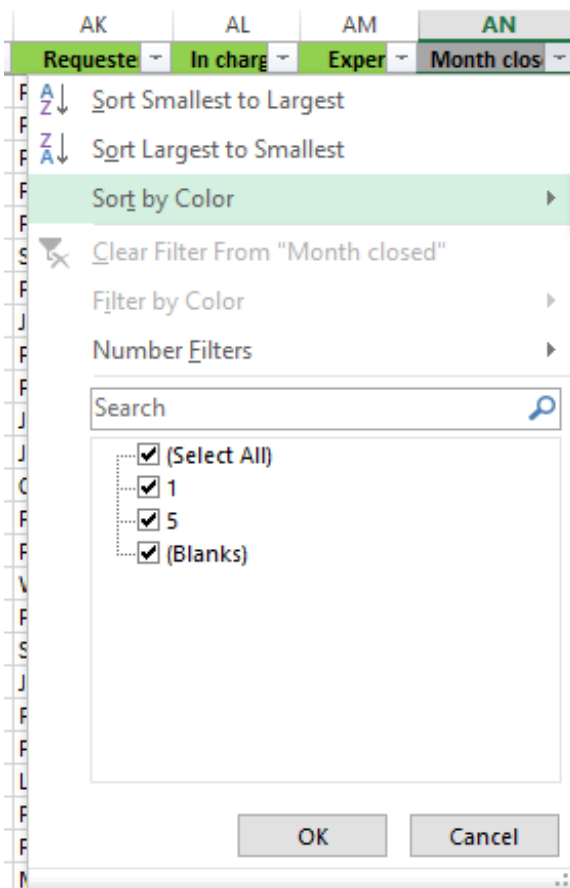 AK AL AM AN
Requeste In charg Exper Month clos
Sort Smallest to Largest
Sort Largest to Smallest
Sort by Color
Clear Filter From "Month closed"
Filter by Color
Number Filters
Search
(Select All)
1
5
(Blanks)
OK Cancel